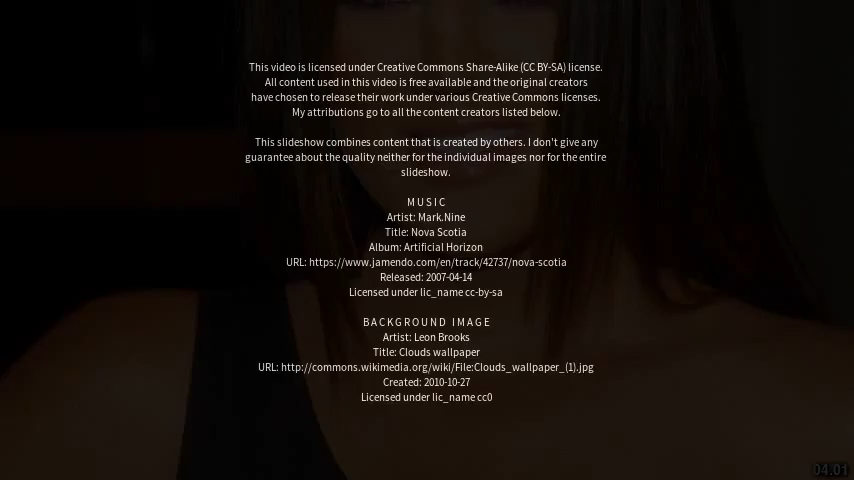 This video is licensed under Creative Commons Share-Alike (CC BY-SA) license.
All content used in this video is free available and the original creators
have chosen to release their work under various Creative Commons licenses.
My attributions go to all the content creators listed below.
This slideshow combines content that is created by others. I don't give any
guarantee about the quality neither for the individual images nor for the entire
slideshow.
MUSIC
Artist: Mark.Nine
Title: Nova Scotia
Album: Artificial Horizon
URL: https://www.jamendo.com/en/track/42737/nova-scotia
Released: 2007-04-14
Licensed under lic_name cc-by-sa
BACKGROUND IMAGE
Artist: Leon Brooks
Title: Clouds wallpaper
URL: http://commons.wikimedia.org/wiki/File:Clouds_wallpaper_(1).jpg
Created: 2010-10-27
Licensed under lic_name cc0
04:01